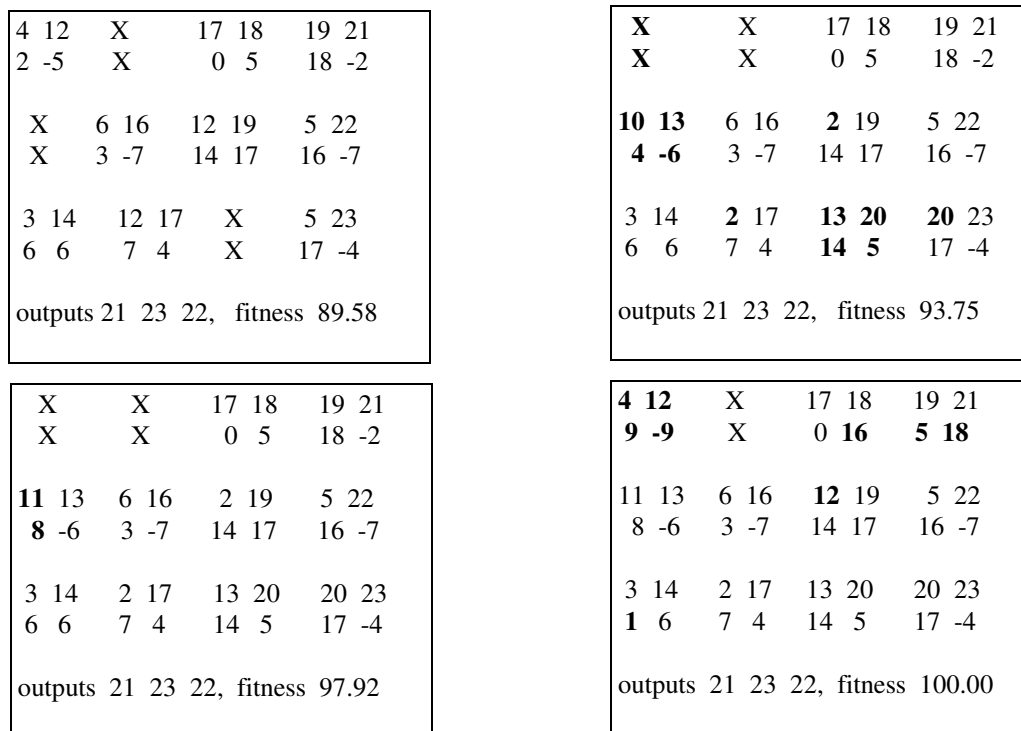 4 12 X 17 18 19 21
2 -5 X 0 5 18 -2
X 6 16 12 19 5 22
X 3 -7 14 17 16 -7
3 14 12 17 X 5 23
6 6 7 4 X 17 -4
outputs 21 23 22, fitness 89.58
X X 17 18 19 21
X X 0 5 18 -2
10 13 6 16 2 19 5 22
4 -6 3 -7 14 17 16 -7
3 14 2 17 13 20 20 23
6 6 7 4 14 5 17 -4
outputs 21 23 22, fitness 93.75
X X 17 18 19 21
X X 0 5 18 -2
11 13 6 16 2 19 5 22
8 -6 3 -7 14 17 16 -7
3 14 2 17 13 20 20 23
6 6 7 4 14 5 17 -4
outputs 21 23 22, fitness 97.92
4 12 X 17 18 19 21
9 -9 X 0 16 5 18
11 13 6 16 12 19 5 22
8 -6 3 -7 14 17 16 -7
3 14 2 17 13 20 20 23
1 6 7 4 14 5 17 -4
outputs 21 23 22, fitness 100.00